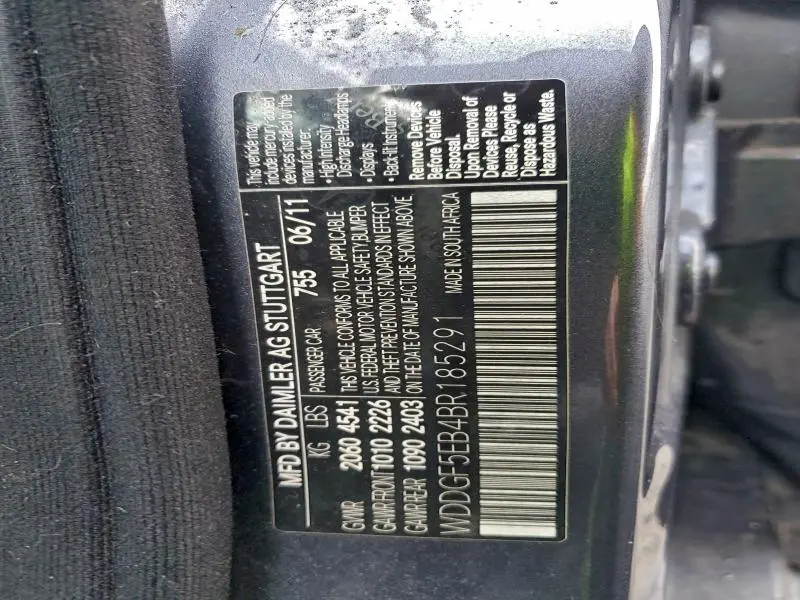 MFD BY DAIMLER AG STUTTGART
KG LBS PASSENGER CAR 755 06/11
GVWR 2060 4541 THIS VEHICLE CONFORMS TO ALL APPLICABLE
GAWR FRONT 1010 2226 U.S. FEDERAL MOTOR VEHICLE SAFETY, BUMPER
AND THEFT PREVENTION STANDARDS IN EFFECT
GAWR REAR 1090 2403 ON THE DATE OF MANUFACTURE SHOWN ABOVE
WDDGF5EB4BR185291 MADE IN SOUTH AFRICA
This vehicle may
include mercury-added
devices installed by the
manufacturer:
• High Intensity
Discharge Headlamps
• Displays
• Back-lit Instrument
Remove Devices
Before Vehicle
Disposal.
Upon Removal of
Devices Please
Reuse, Recycle or
Dispose as
Hazardous Waste.